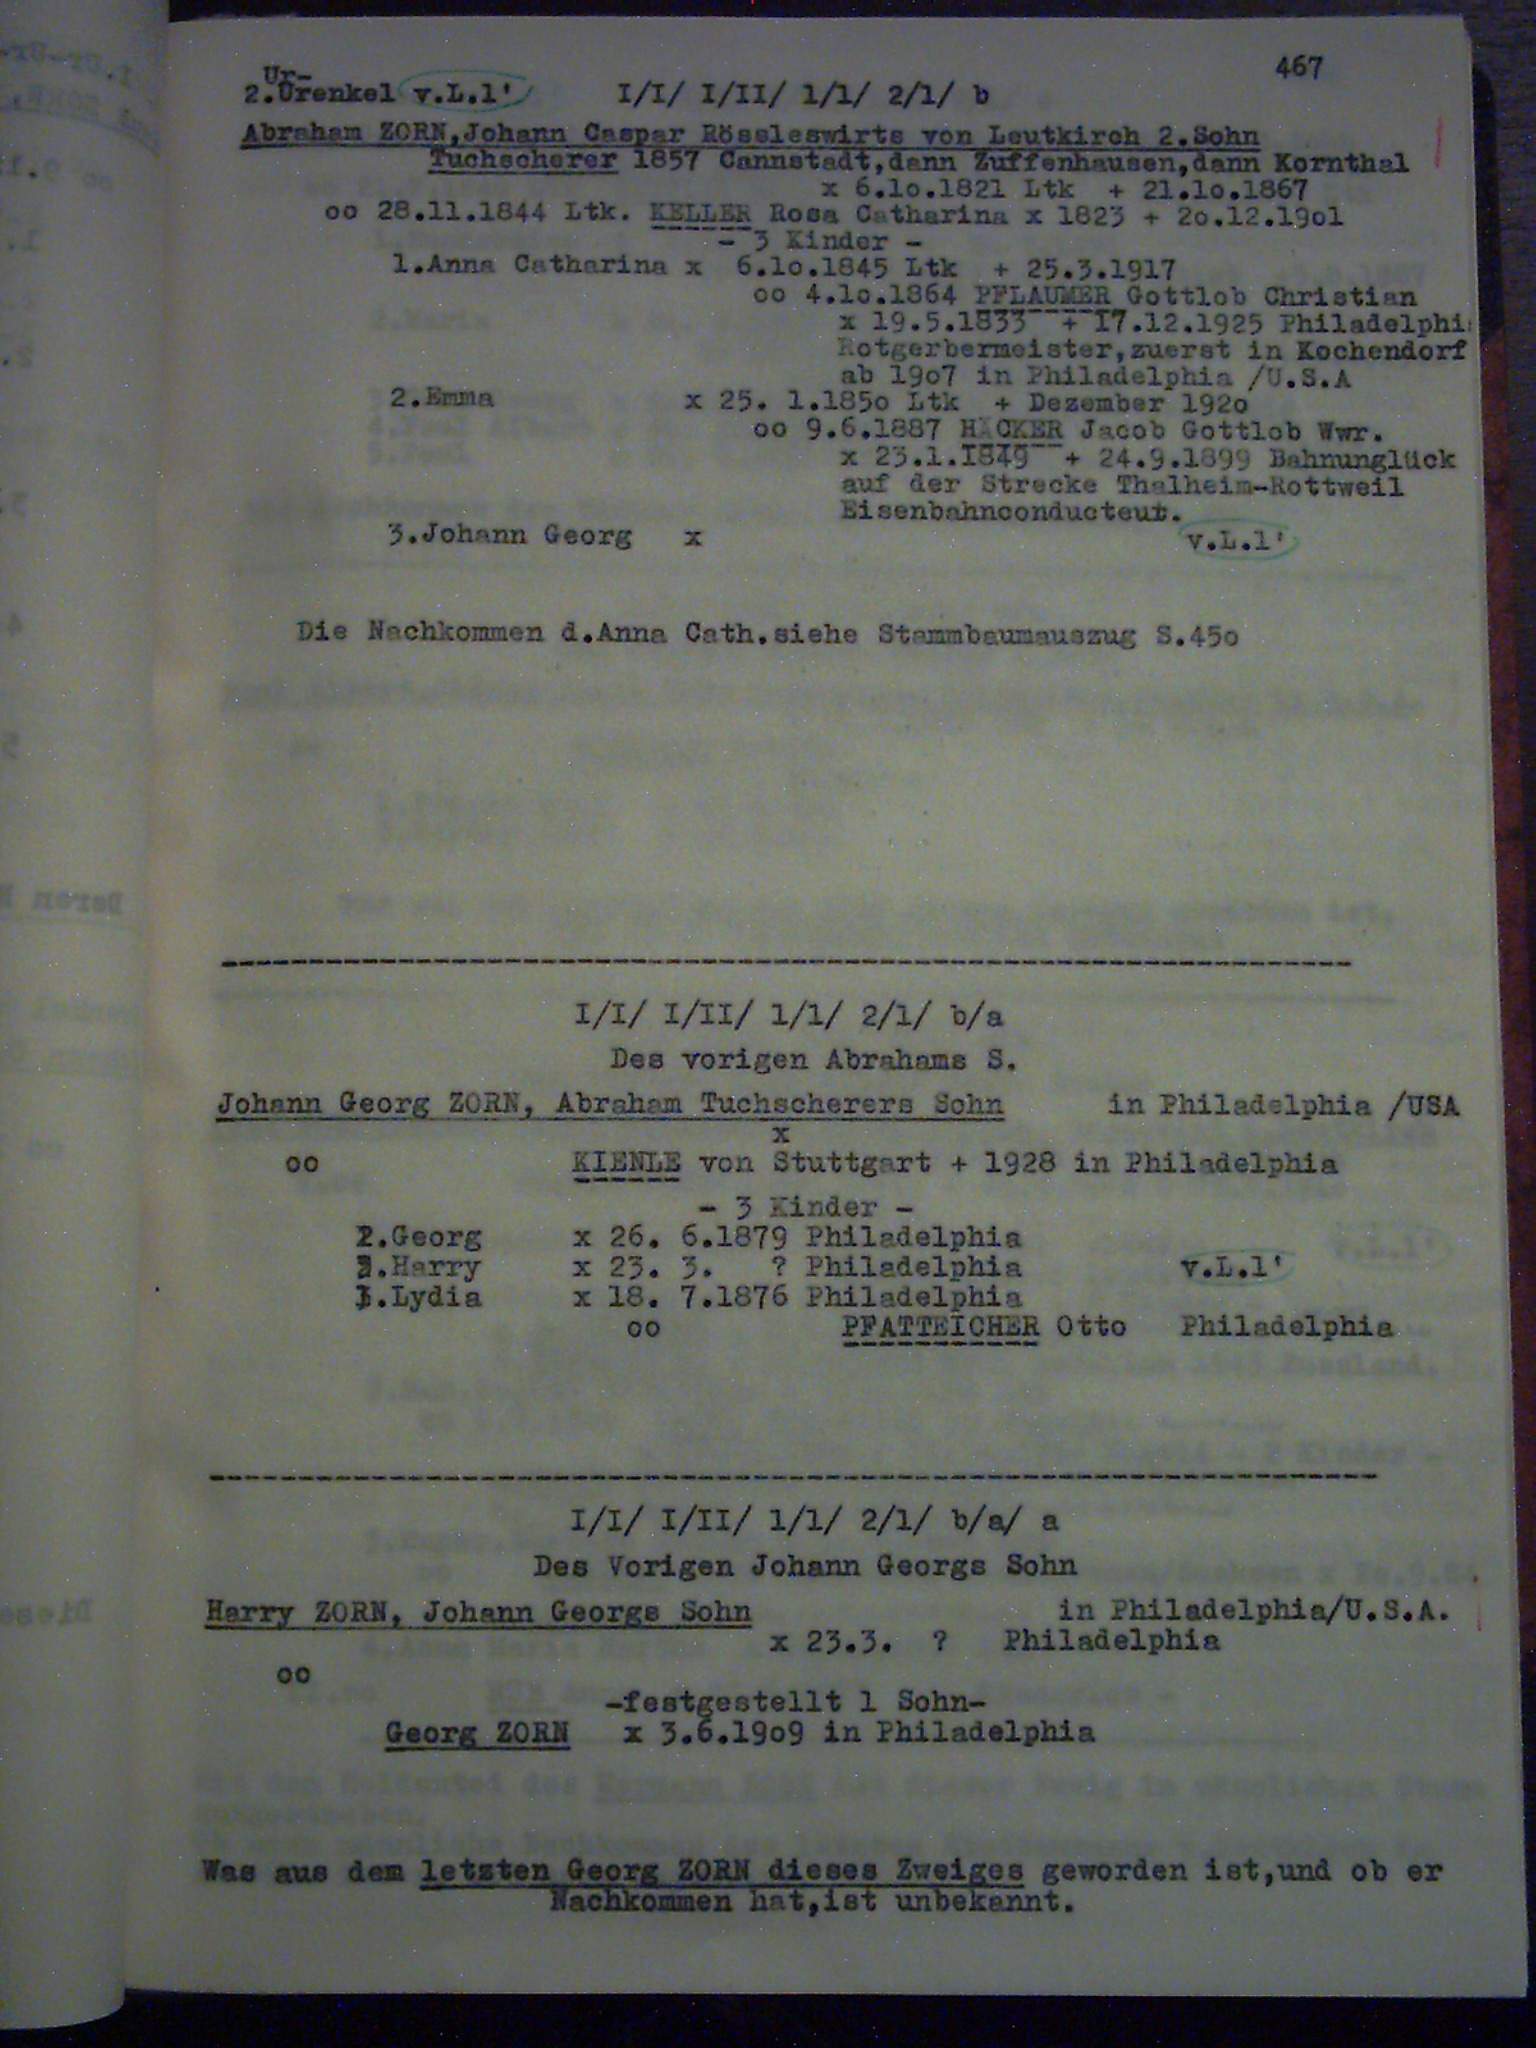 467
Ur-
2.Urenkel v.L.1' I/I/ I/II/ 1/1/ 2/1/ b
Abraham ZORN,Johann Caspar Rössleswirts von Leutkirch 2.Sohn
Tuchscherer 1857 Cannstadt,dann Zuffenhausen,dann Kornthal
x 6.1o.1821 Ltk + 21.1o.1867
oo 28.11.1844 Ltk. KELLER Rosa Catharina x 1823 + 2o.12.19o1
- 3 Kinder -
1.Anna Catharina x 6.1o.1845 Ltk + 25.3.1917
oo 4.1o.1864 PFLAUMER Gottlob Christian
x 19.5.1833 + 17.12.1925 Philadelphi
Rotgerbermeister,zuerst in Kochendorf
ab 19o7 in Philadelphia /U.S.A
2.Emma x 25. 1.185o Ltk + Dezember 192o
oo 9.6.1887 HÄCKER Jacob Gottlob Wwr.
x 23.1.1849 + 24.9.1899 Bahnunglück
auf der Strecke Thalheim-Rottweil
Eisenbahnconducteur.
3.Johann Georg x v.L.1'
Die Nachkommen d.Anna Cath.siehe Stammbaumauszug S.45o
I/I/ I/II/ 1/1/ 2/1/ b/a
Des vorigen Abrahams S.
Johann Georg ZORN, Abraham Tuchscherers Sohn in Philadelphia /USA
x
oo KIENLE von Stuttgart + 1928 in Philadelphia
- 3 Kinder -
2.Georg x 26. 6.1879 Philadelphia
3.Harry x 23. 3. ? Philadelphia v.L.1'
1.Lydia x 18. 7.1876 Philadelphia
oo PFATTEICHER Otto Philadelphia
I/I/ I/II/ 1/1/ 2/1/ b/a/ a
Des Vorigen Johann Georgs Sohn
Harry ZORN, Johann Georgs Sohn in Philadelphia/U.S.A.
x 23.3. ? Philadelphia
oo
-festgestellt 1 Sohn-
Georg ZORN x 3.6.19o9 in Philadelphia
Was aus dem letzten Georg ZORN dieses Zweiges geworden ist,und ob er
Nachkommen hat,ist unbekannt.